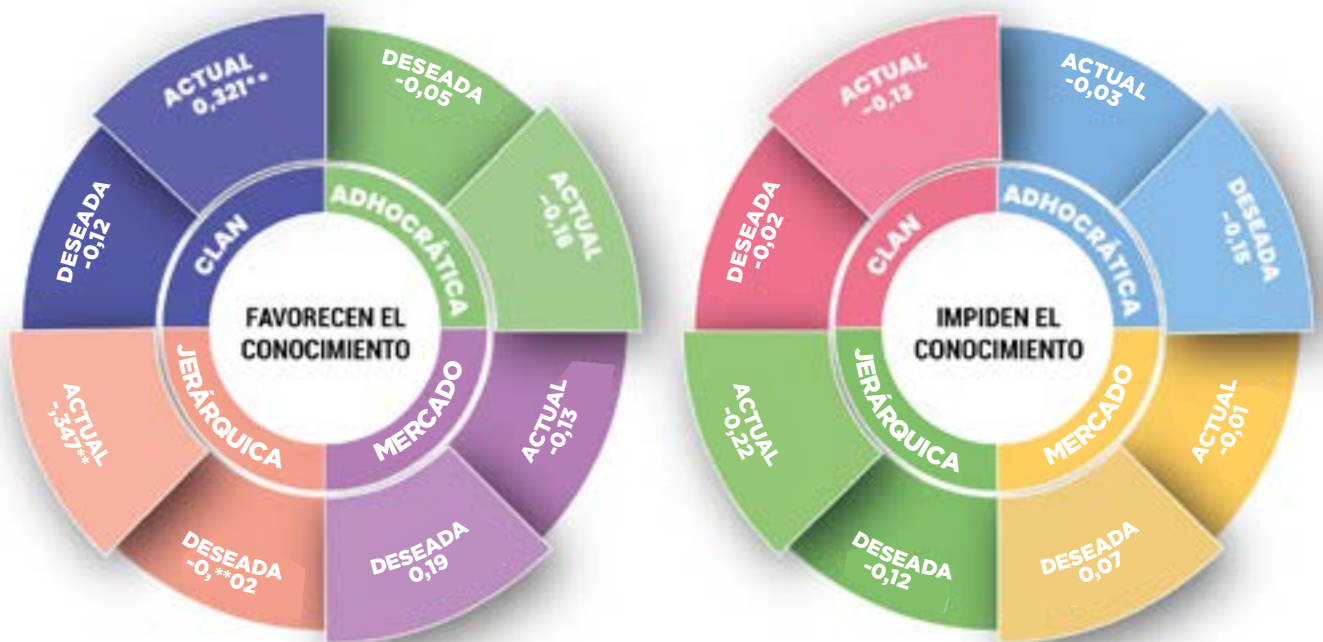 ACTUAL
0,321**
DESEADA
-0,05
ACTUAL
-0,16
ACTUAL
-0,13
DESEADA
0,19
DESEADA
-0,**02
ACTUAL
-,347**
DESEADA
-0,12
CLAN
ADHOCRÁTICA
MERCADO
JERÁRQUICA
FAVORECEN EL
CONOCIMIENTO
ACTUAL
-0,13
ACTUAL
-0,03
DESEADA
-0,15
ACTUAL
-0,01
DESEADA
0,07
DESEADA
-0,12
ACTUAL
-0,22
DESEADA
-0,02
CLAN
ADHOCRÁTICA
MERCADO
JERÁRQUICA
IMPIDEN EL
CONOCIMIENTO